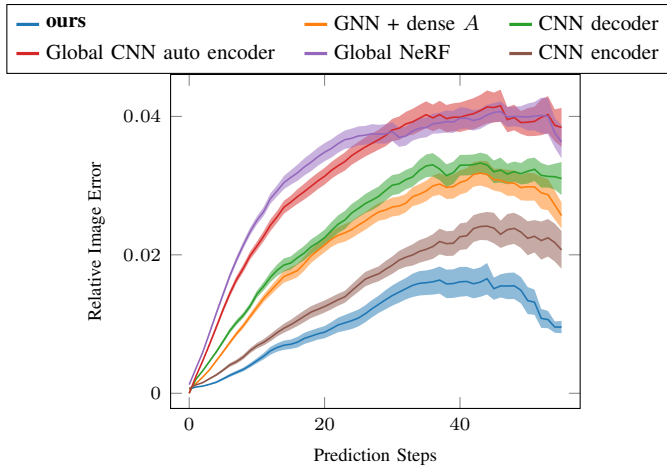 ours GNN + dense A CNN decoder
Global CNN auto encoder Global NeRF CNN encoder
0.04
0.02
0
Relative Image Error
0 20 40
Prediction Steps